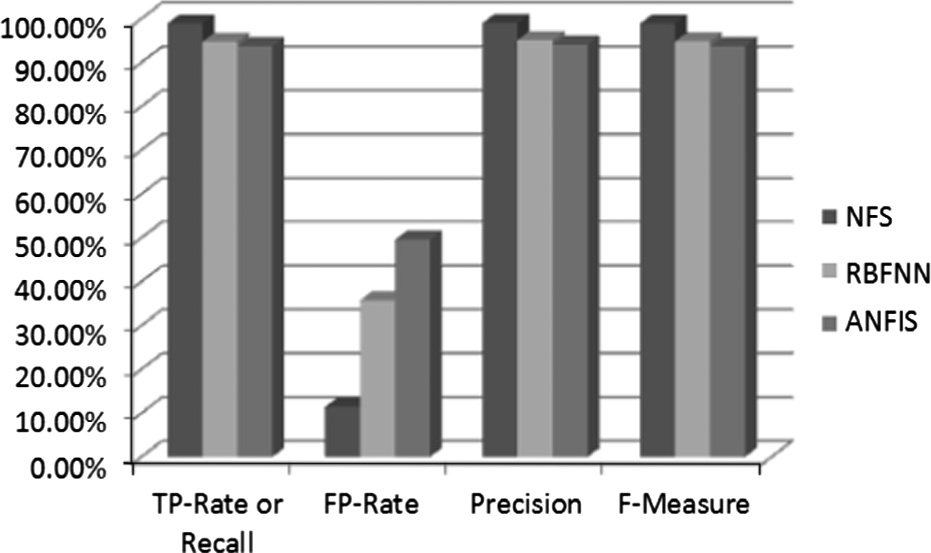 100.00%
90.00%
80.00%
70.00%
60.00%
50.00%
40.00%
30.00%
20.00%
10.00%
0.00%
TP-Rate or
Recall
FP-Rate
Precision
F-Measure
NFS
RBFNN
ANFIS